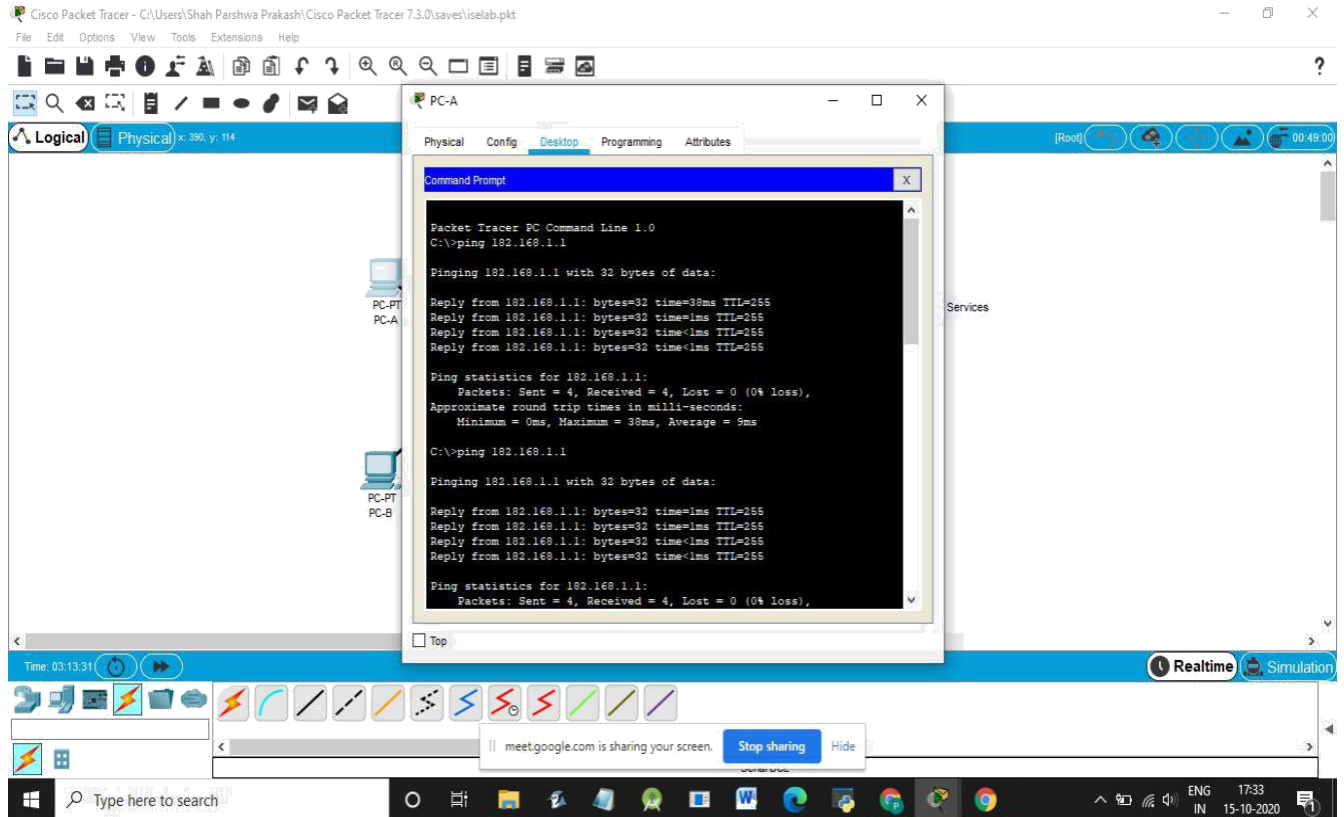 Cisco Packet Tracer - C:\Users\Shah Parshwa Prakash\Cisco Packet Tracer 7.3.0\saves\iselab.pkt
File Edit Options View Tools Extensions Help
?
PC-A
Logical Physical x: 390, y: 114
[Root] 00:49:00
Physical Config Desktop Programming Attributes
Command Prompt X
Packet Tracer PC Command Line 1.0
C:\>ping 182.168.1.1
Pinging 182.168.1.1 with 32 bytes of data:
Reply from 182.168.1.1: bytes=32 time=38ms TTL=255
Reply from 182.168.1.1: bytes=32 time=1ms TTL=255
Reply from 182.168.1.1: bytes=32 time<1ms TTL=255
Reply from 182.168.1.1: bytes=32 time<1ms TTL=255
Ping statistics for 182.168.1.1:
Packets: Sent = 4, Received = 4, Lost = 0 (0% loss),
Approximate round trip times in milli-seconds:
Minimum = 0ms, Maximum = 38ms, Average = 9ms
C:\>ping 182.168.1.1
Pinging 182.168.1.1 with 32 bytes of data:
Reply from 182.168.1.1: bytes=32 time=1ms TTL=255
Reply from 182.168.1.1: bytes=32 time=1ms TTL=255
Reply from 182.168.1.1: bytes=32 time<1ms TTL=255
Reply from 182.168.1.1: bytes=32 time<1ms TTL=255
Ping statistics for 182.168.1.1:
Packets: Sent = 4, Received = 4, Lost = 0 (0% loss),
PC-PT
PC-A
Services
PC-PT
PC-B
Top
Time: 03:13:31
Realtime Simulation
meet.google.com is sharing your screen. Stop sharing Hide
Type here to search
ENG 17:33
IN 15-10-2020